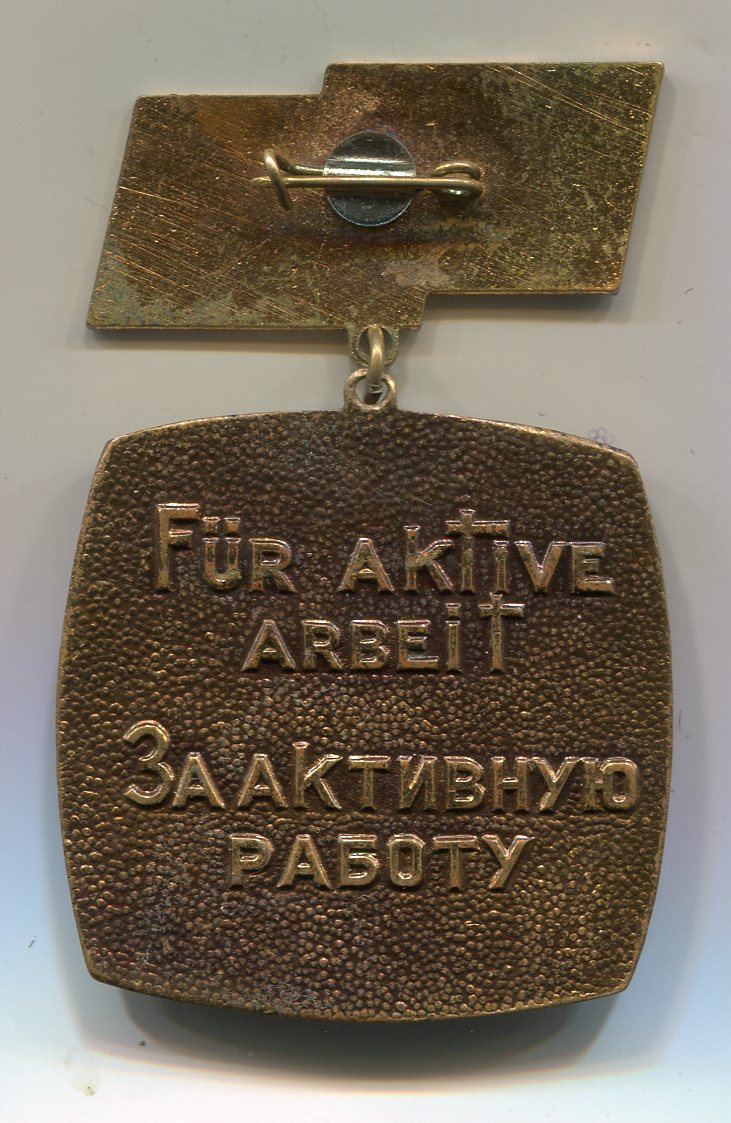 Für aktive
arbeit
За активную
работу